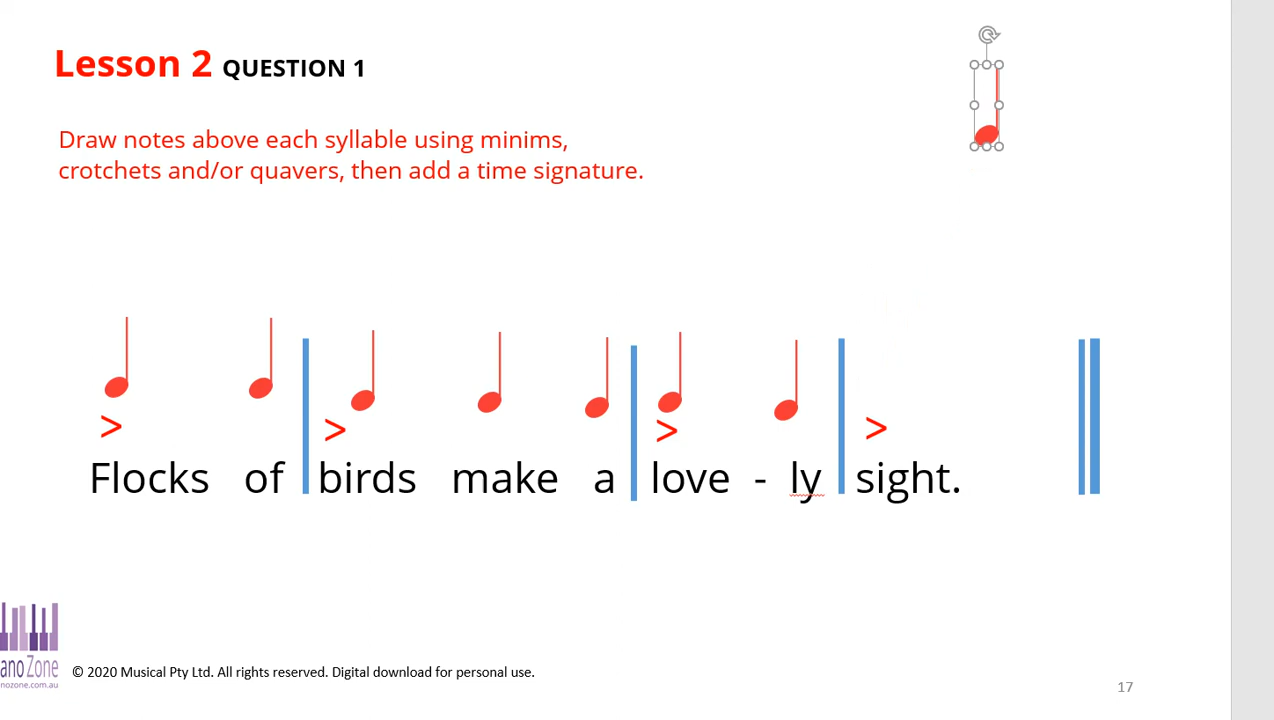 Lesson 2 QUESTION 1
Draw notes above each syllable using minims,
crotchets and/or quavers, then add a time signature.
> > > >
Flocks of birds make a love - ly sight.
ano Zone
nozone.com.au
© 2020 Musical Pty Ltd. All rights reserved. Digital download for personal use.
17